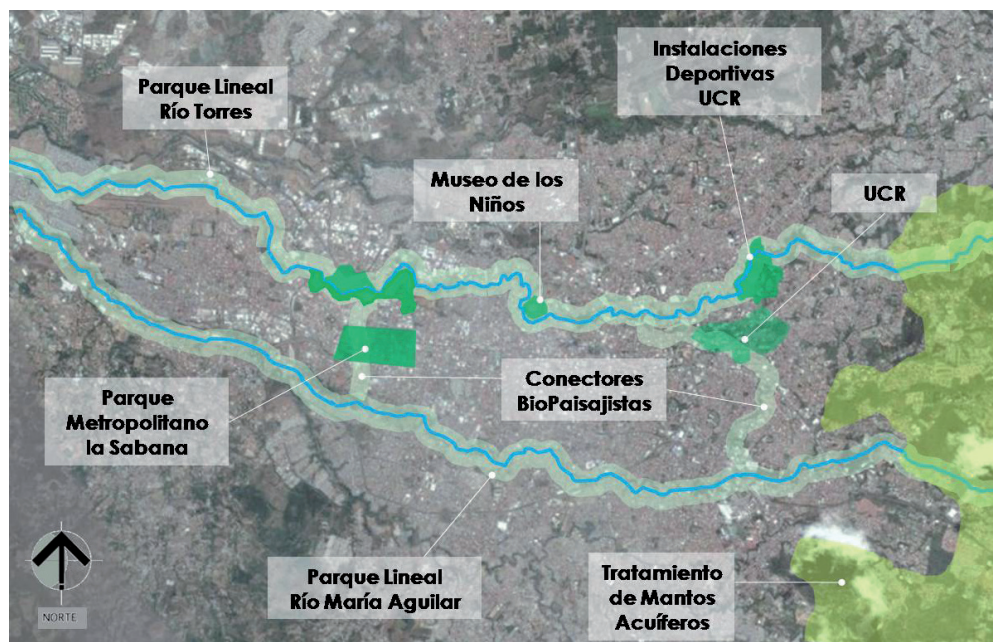 Instalaciones
Deportivas
UCR
Parque Lineal
Río Torres
Museo de los
Niños
UCR
Parque
Metropolitano
la Sabana
Conectores
BioPaisajistas
Parque Lineal
Río María Aguilar
Tratamiento
de Mantos
Acuíferos
NORTE